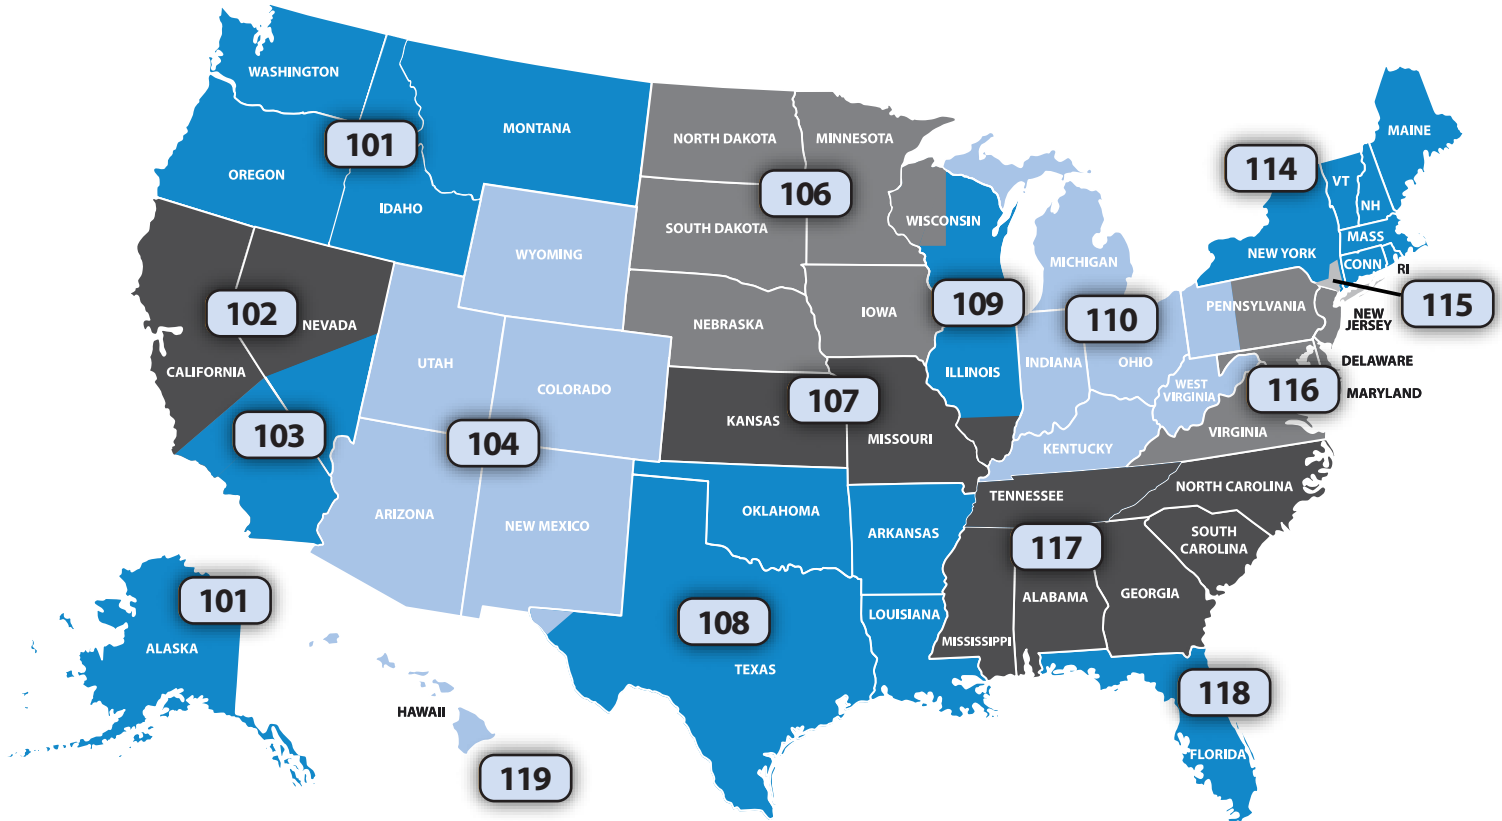 WASHINGTON
MONTANA
101
OREGON
IDAHO
NORTH DAKOTA
MINNESOTA
106
SOUTH DAKOTA
WISCONSIN
WYOMING
MICHIGAN
MAINE
114
VT
NH
MASS
NEW YORK
CONN
RI
115
102
NEVADA
CALIFORNIA
UTAH
COLORADO
NEBRASKA
IOWA
109
110
PENNSYLVANIA
NEW
JERSEY
INDIANA
OHIO
ILLINOIS
DELAWARE
WEST
VIRGINIA
116
MARYLAND
103
104
KANSAS
107
MISSOURI
KENTUCKY
VIRGINIA
ARIZONA
NEW MEXICO
OKLAHOMA
ARKANSAS
TENNESSEE
NORTH CAROLINA
SOUTH
CAROLINA
117
101
ALASKA
108
TEXAS
LOUISIANA
MISSISSIPPI
ALABAMA
GEORGIA
HAWAII
119
118
FLORIDA